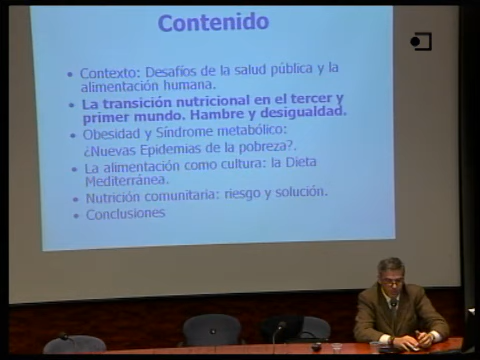 Contenido
• Contexto: Desafíos de la salud pública y la
alimentación humana.
• La transición nutricional en el tercer y
primer mundo. Hambre y desigualdad.
• Obesidad y Síndrome metabólico:
¿Nuevas Epidemias de la pobreza?.
• La alimentación como cultura: la Dieta
Mediterránea.
• Nutrición comunitaria: riesgo y solución.
• Conclusiones